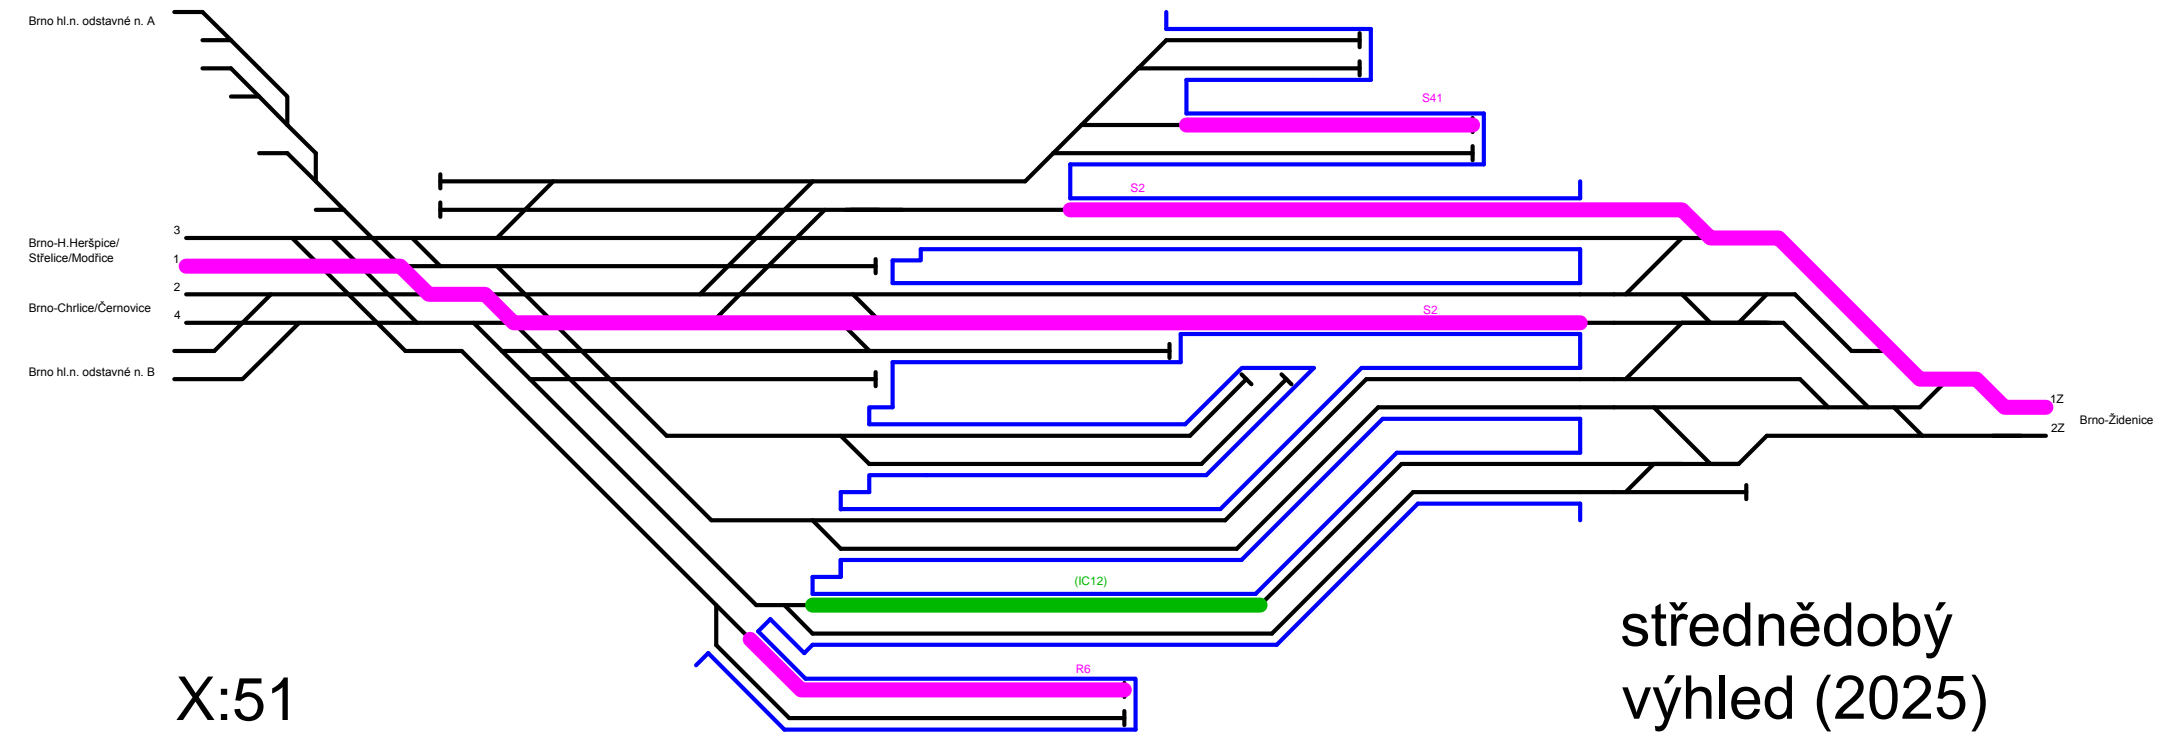 Brno hl.n. odstavné n. A
S41
S2
3
Brno-H.Heršpice/
Střelice/Modřice
1
2
Brno-Chrlice/Černovice
4
S2
Brno hl.n. odstavné n. B
1Z
Brno-Židenice
2Z
(IC12)
R6
X:51
střednědobý
výhled (2025)